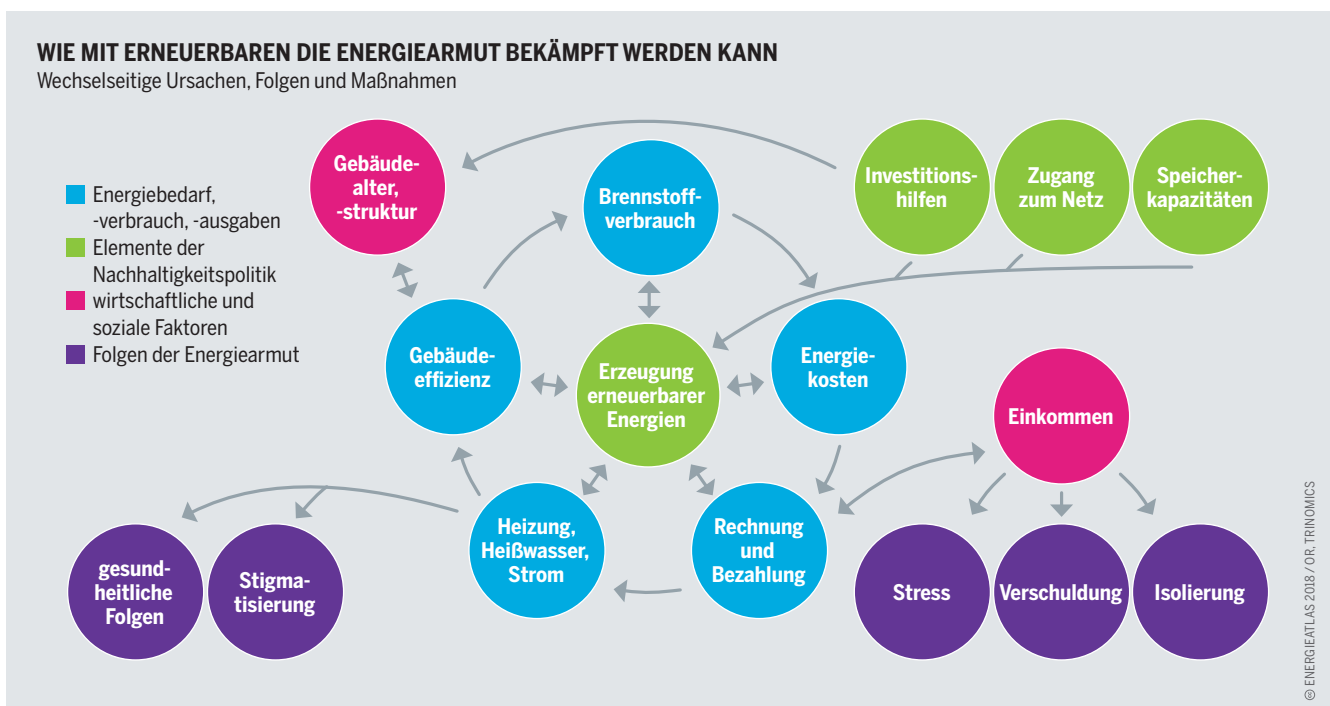 WIE MIT ERNEUERBAREN DIE ENERGIEARMUT BEKÄMPFT WERDEN KANN
Wechselseitige Ursachen, Folgen und Maßnahmen
Energiebedarf,
-verbrauch, -ausgaben
Elemente der
Nachhaltigkeitspolitik
wirtschaftliche und
soziale Faktoren
Folgen der Energiearmut
Gebäude-
alter,
-struktur
Brennstoff-
verbrauch
Investitions-
hilfen
Zugang
zum Netz
Speicher-
kapazitäten
Gebäude-
effizienz
Erzeugung
erneuerbarer
Energien
Energie-
kosten
Einkommen
gesund-
heitliche
Folgen
Stigma-
tisierung
Heizung,
Heißwasser,
Strom
Rechnung
und
Bezahlung
Stress
Verschuldung
Isolierung
ENERGIEATLAS 2018 / OR, TRINOMICS